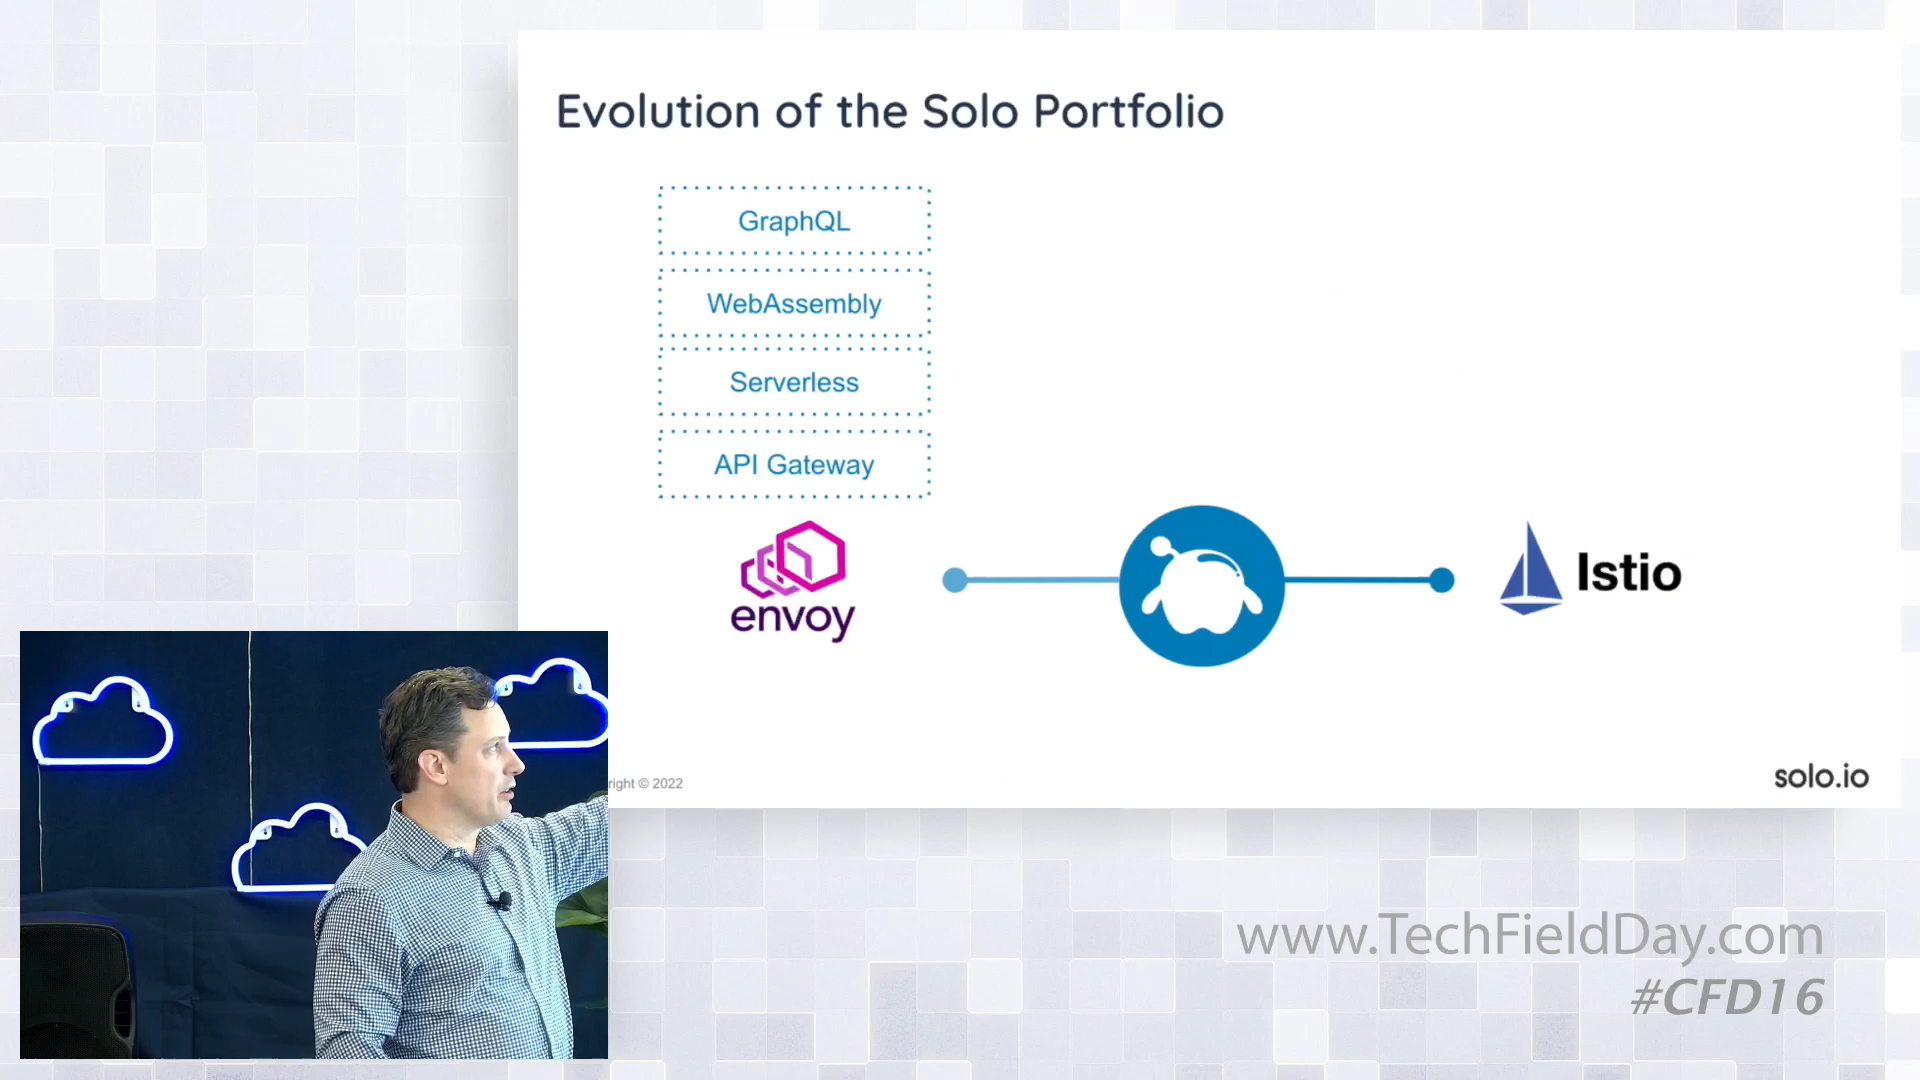 Evolution of the Solo Portfolio
GraphQL
WebAssembly
Serverless
API Gateway
envoy
Istio
right © 2022
solo.io
www.TechFieldDay.com
#CFD16